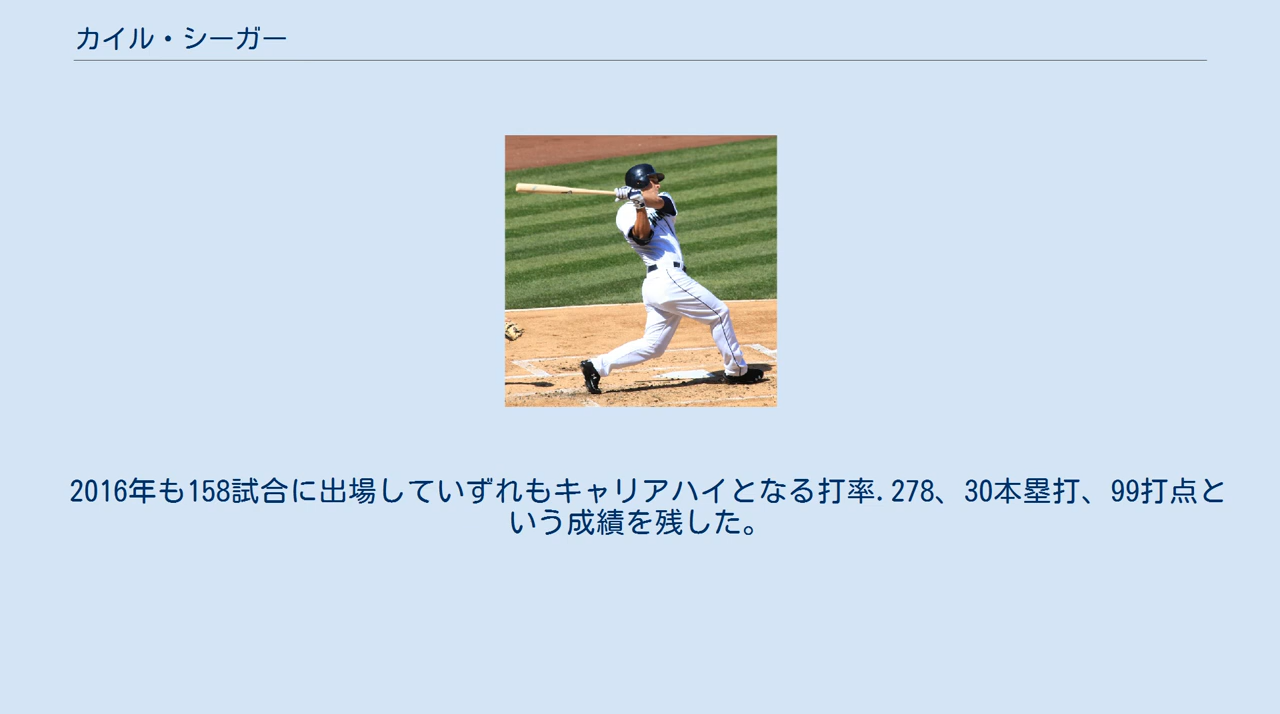 カイル・シーガー
2016年も158試合に出場していずれもキャリアハイとなる打率.278、30本塁打、99打点と
いう成績を残した。